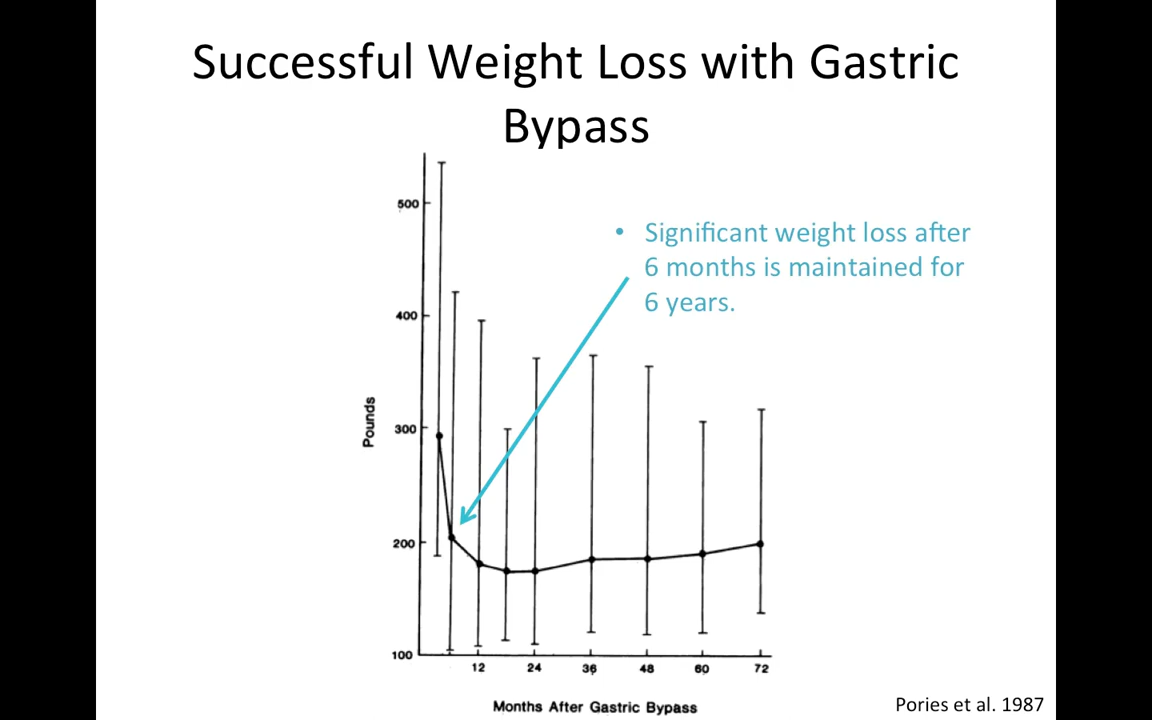 Successful Weight Loss with Gastric
Bypass
500
400
300
200
100
Pounds
• Significant weight loss after
6 months is maintained for
6 years.
12 24 36 48 60 72
Months After Gastric Bypass
Pories et al. 1987